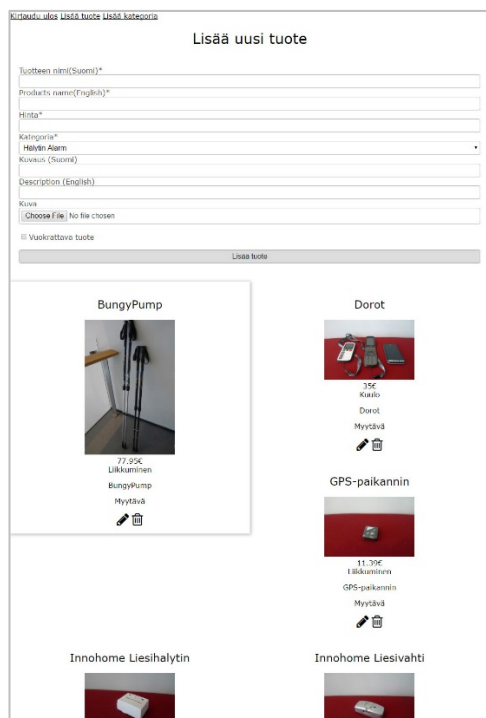 Kirjaudu ulos Lisää tuote Lisää kategoria
Lisää uusi tuote
Tuotteen nimi(Suomi)*
Products name(English)*
Hinta*
Kategoria*
Hälytin Alarm
Kuvaus (Suomi)
Description (English)
Kuva
Choose File No file chosen
Vuokrattava tuote
Lisää tuote
BungyPump
77.95€
Liikkuminen
BungyPump
Myytävä
Dorot
35€
Kuulo
Dorot
Myytävä
GPS-paikannin
11.39€
Liikkuminen
GPS-paikannin
Myytävä
Innohome Liesihalytin
Innohome Liesivahti